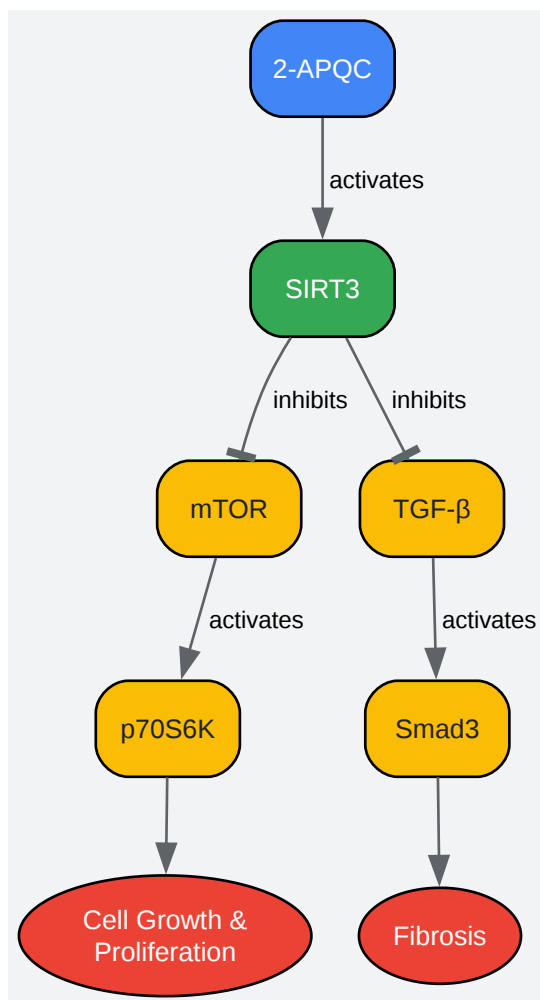 2-APQC
activates
SIRT3
inhibits
inhibits
mTOR
TGF-β
activates
activates
p70S6K
Smad3
Cell Growth &
Proliferation
Fibrosis